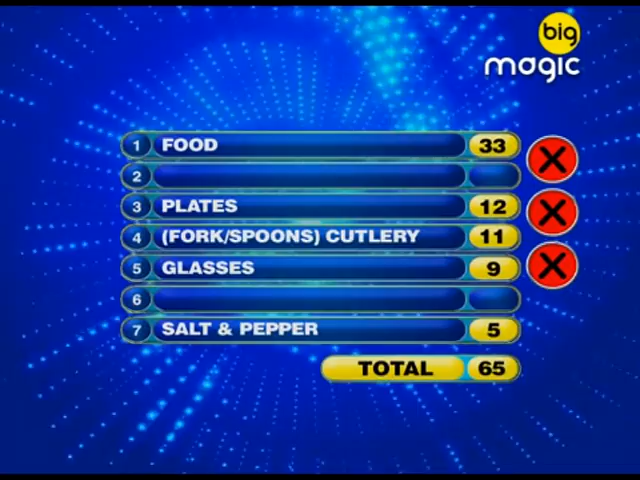 big
magic
1 FOOD 33
2
3 PLATES 12
4 (FORK/SPOONS) CUTLERY 11
5 GLASSES 9
6
7 SALT & PEPPER 5
TOTAL 65